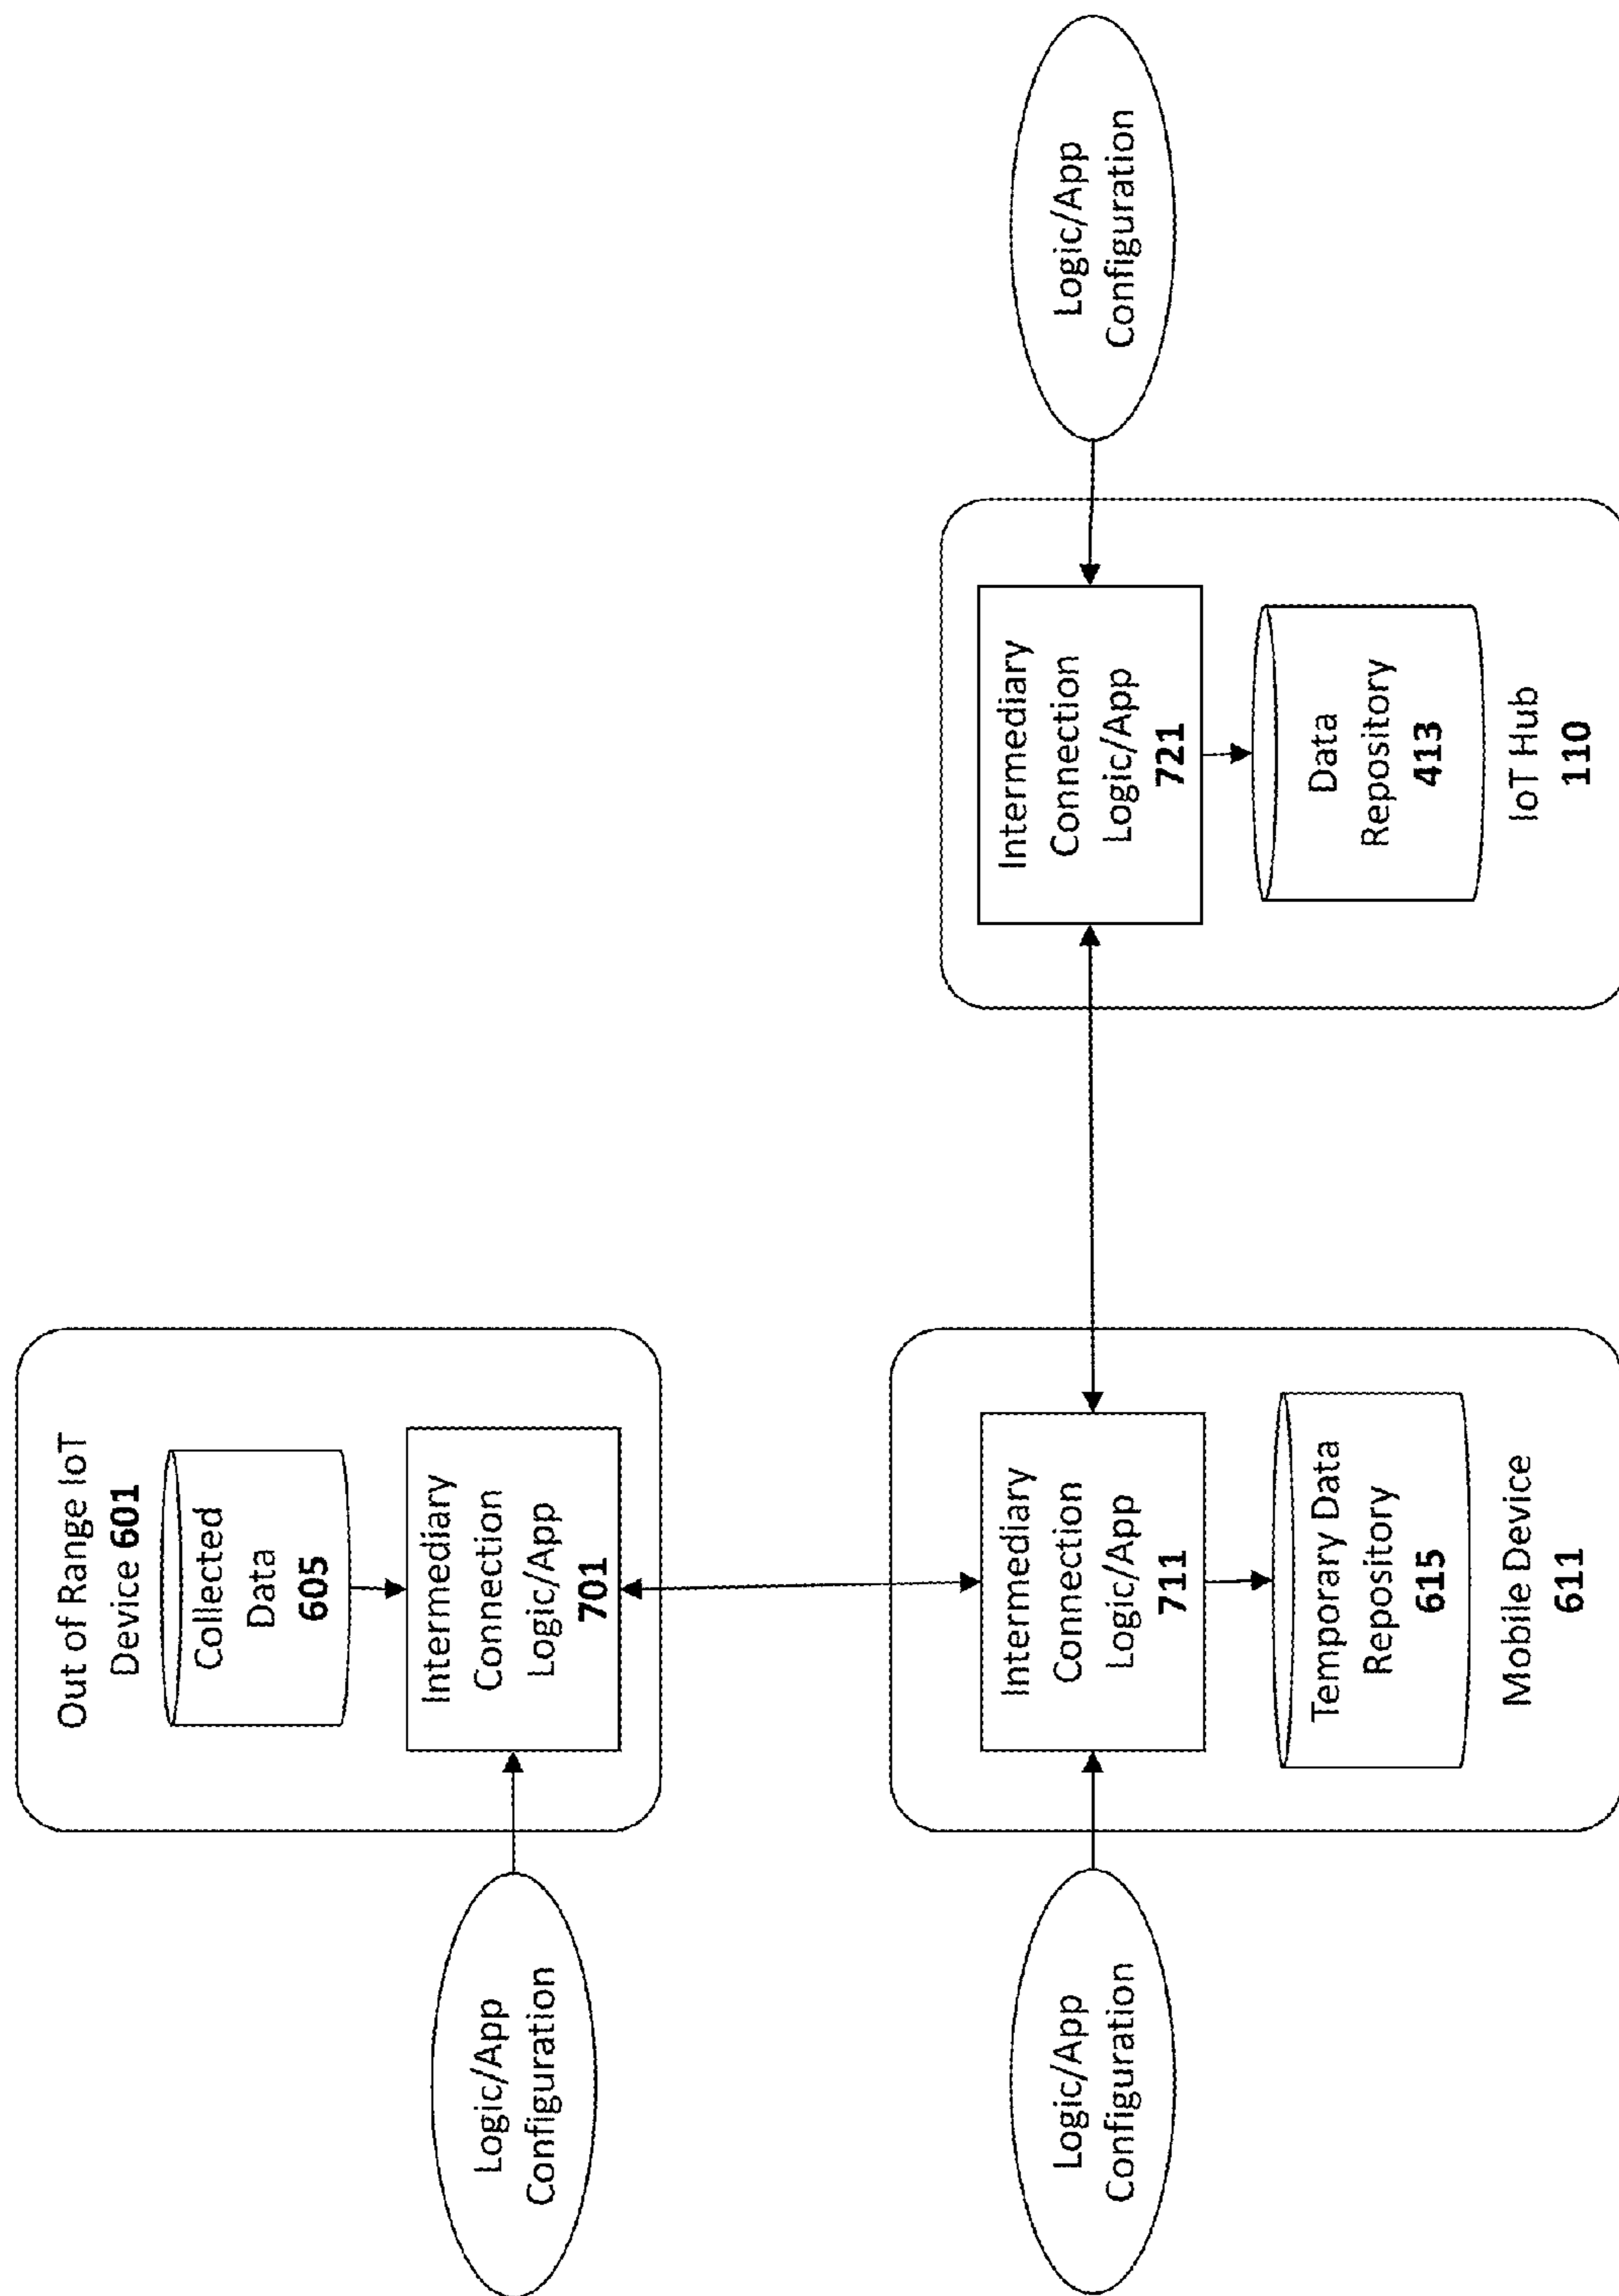 Out of Range IoT
Device 601
Collected
Data
605
Intermediary
Connection
Logic/App
701
Logic/App
Configuration
Intermediary
Connection
Logic/App
711
Temporary Data
Repository
615
Mobile Device
611
Logic/App
Configuration
Intermediary
Connection
Logic/App
721
Data
Repository
413
IoT Hub
110
Logic/App
Configuration